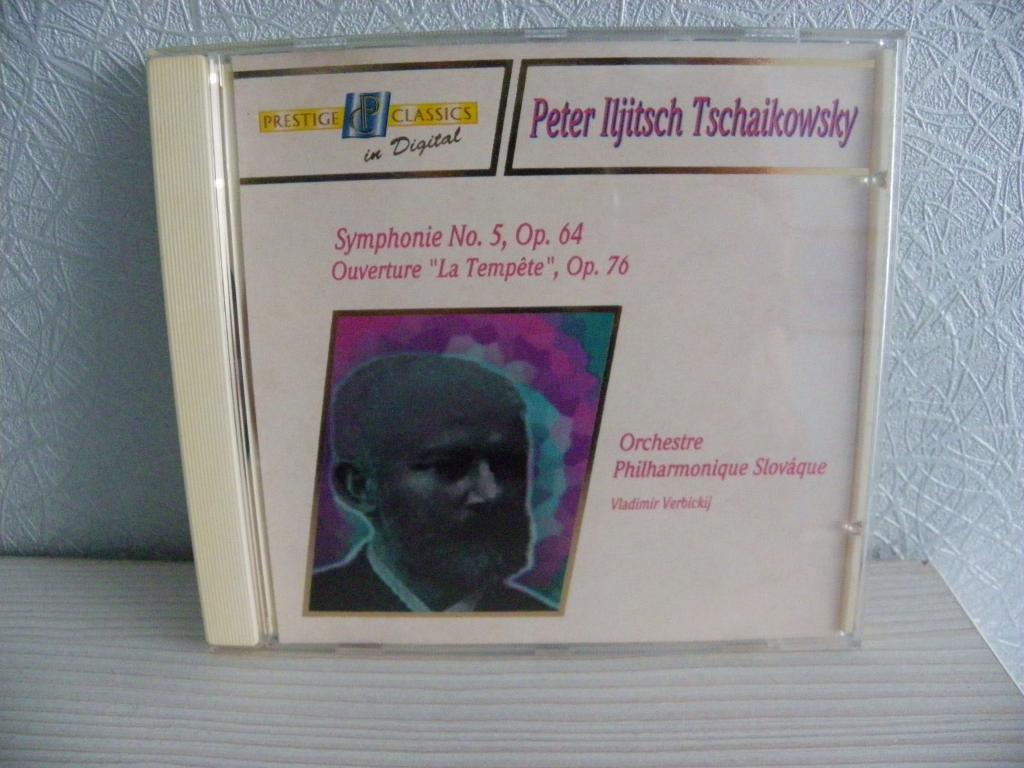 PRESTIGE CLASSICS
in Digital
Peter Iljitsch Tschaikowsky
Symphonie No. 5, Op. 64
Ouverture "La Tempête", Op. 76
Orchestre
Philharmonique Slovâque
Vladimir Verbickij